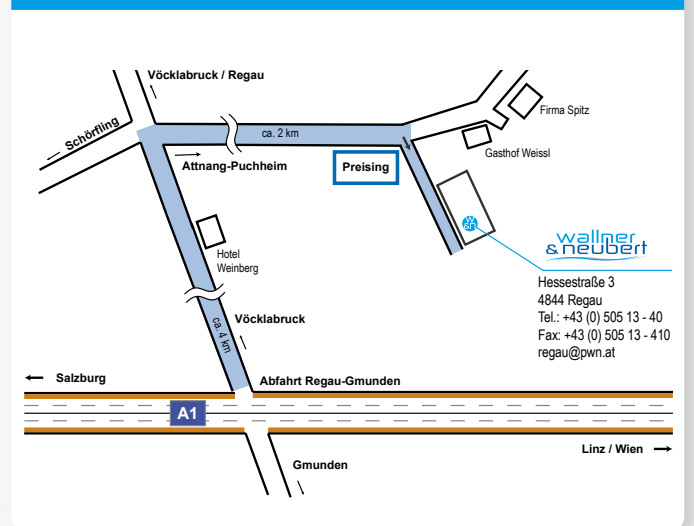 Vöcklabruck / Regau
Schörfling
ca. 2 km
Firma Spitz
Attnang-Puchheim
Preising
Gasthof Weissl
w
&n
Hotel
Weinberg
wallner
& neubert
Hessestraße 3
4844 Regau
Tel.: +43 (0) 505 13 - 40
Fax: +43 (0) 505 13 - 410
regau@pwn.at
Vöcklabruck
ca. 4 km
Salzburg
Abfahrt Regau-Gmunden
A1
Linz / Wien
Gmunden